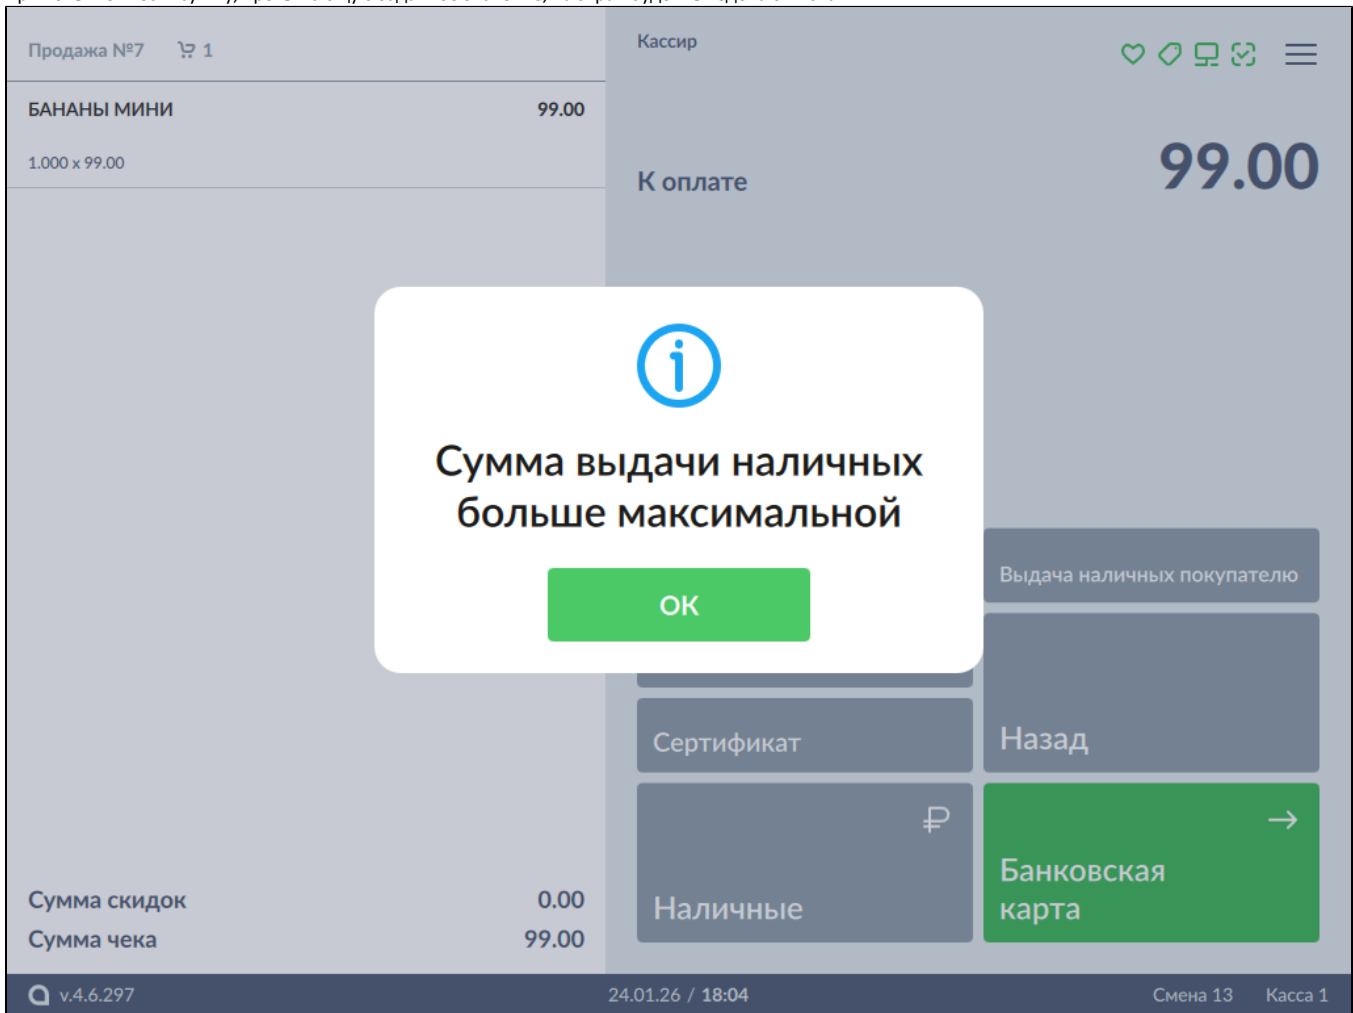 Продажа №7 1
Кассир
БАНАНЫ МИНИ 99.00
1.000 x 99.00
К оплате 99.00
Сумма выдачи наличных
больше максимальной
ОК
Выдача наличных покупателю
Сертификат
Назад
Наличные
Банковская
карта
Сумма скидок 0.00
Сумма чека 99.00
v.4.6.297
24.01.26 / 18:04
Смена 13 Касса 1